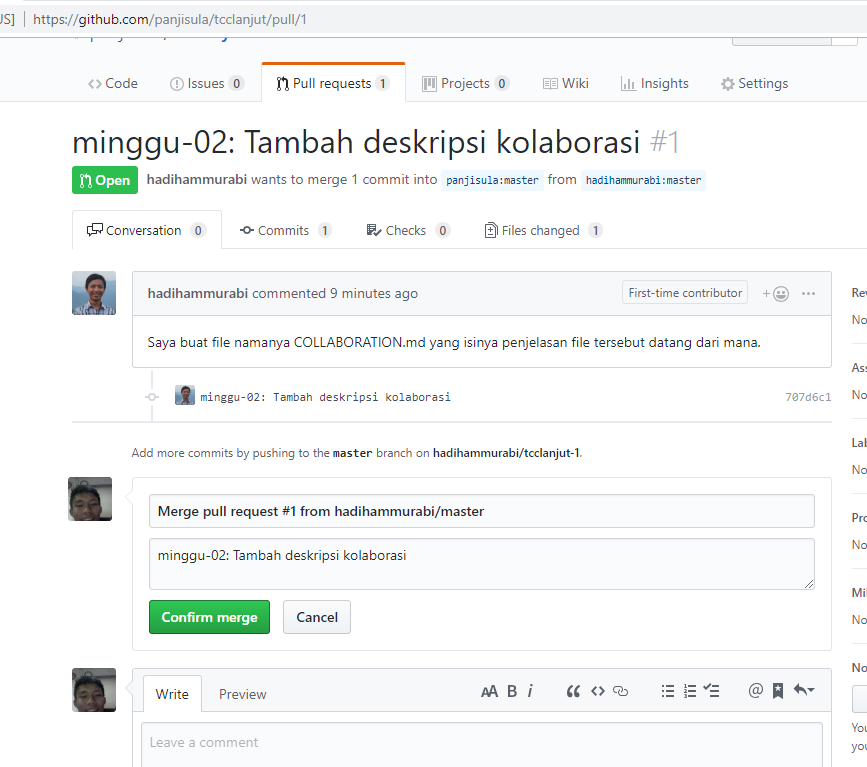 US] https://github.com/panjisula/tcclanjut/pull/1
Code Issues 0 Pull requests 1 Projects 0 Wiki Insights Settings
minggu-02: Tambah deskripsi kolaborasi #1
Open hadihammurabi wants to merge 1 commit into panjisula:master from hadihammurabi:master
Conversation 0 Commits 1 Checks 0 Files changed 1
hadihammurabi commented 9 minutes ago First-time contributor
Saya buat file namanya COLLABORATION.md yang isinya penjelasan file tersebut datang dari mana.
minggu-02: Tambah deskripsi kolaborasi 707d6c1
Add more commits by pushing to the master branch on hadihammurabi/tcclanjut-1.
Merge pull request #1 from hadihammurabi/master
minggu-02: Tambah deskripsi kolaborasi
Confirm merge Cancel
Write Preview AA B i
Leave a comment
Rev
No
Ass
No
Lab
No
Pro
No
Mil
No
No
You
you